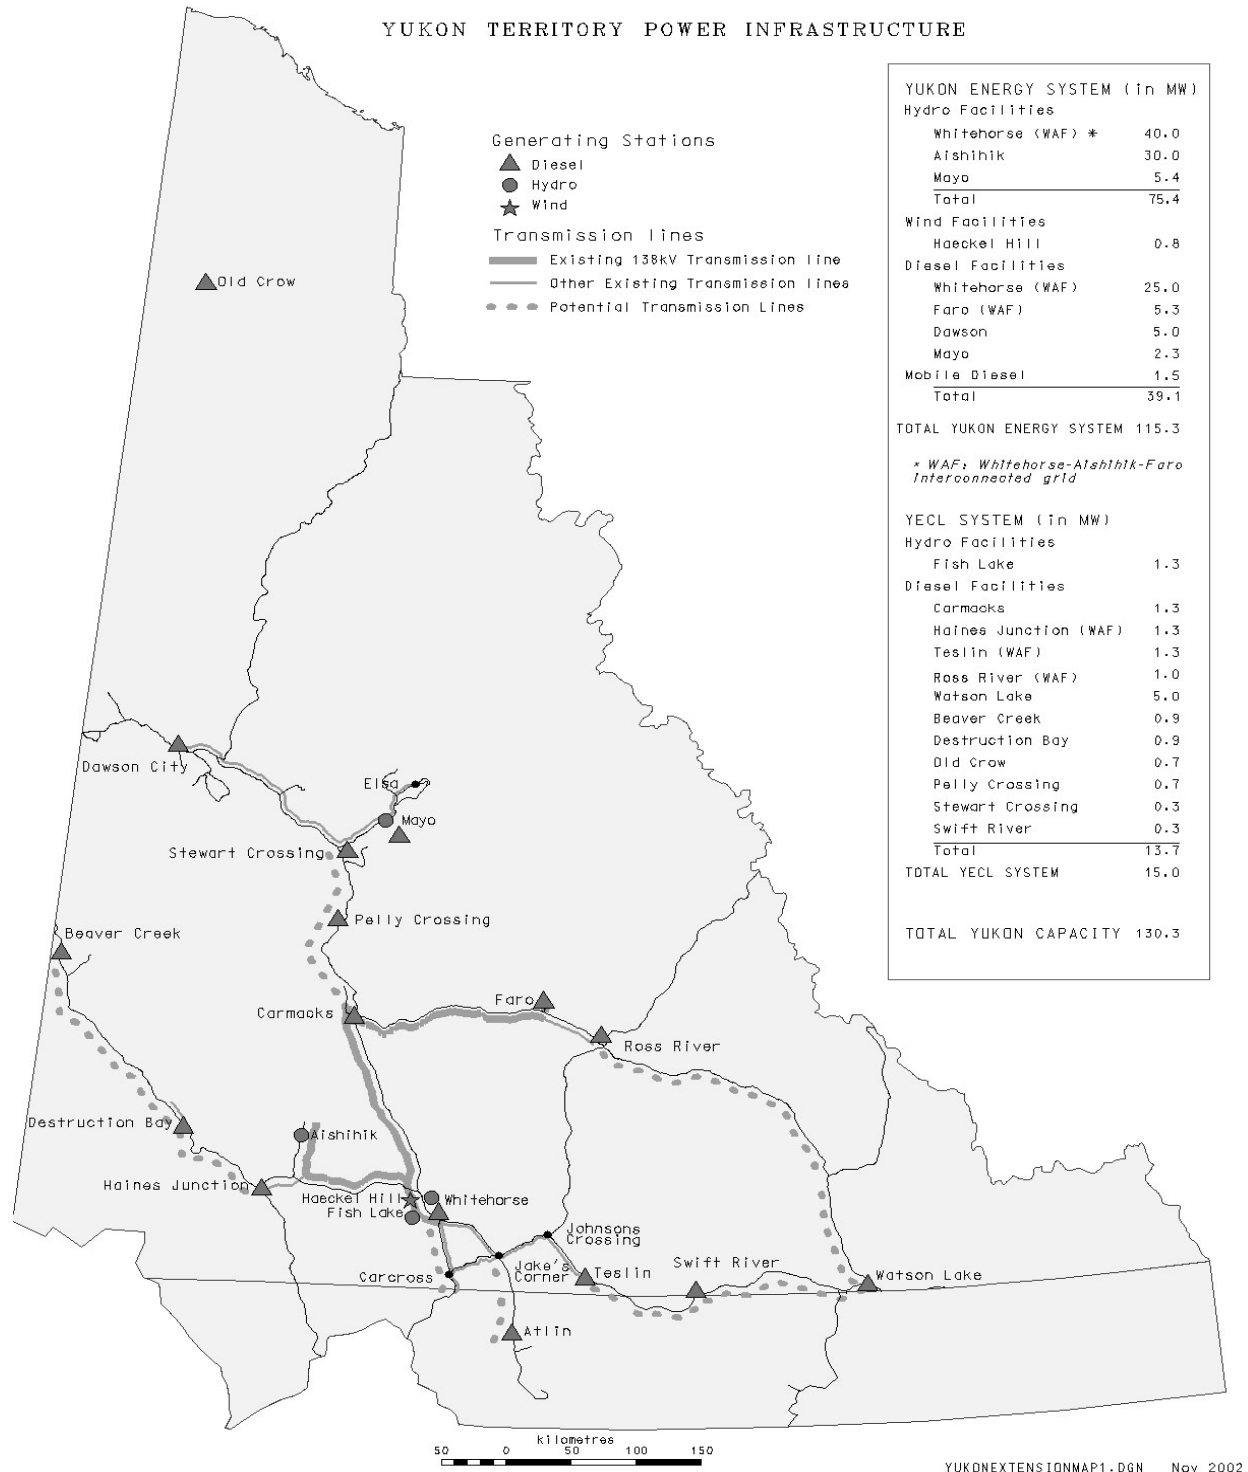 YUKON TERRITORY POWER INFRASTRUCTURE
Generating Stations
Diesel
Hydro
Wind
Transmission lines
Existing 138kV Transmission line
Other Existing Transmission lines
Potential Transmission Lines
YUKON ENERGY SYSTEM (in MW)
Hydro Facilities
Whitehorse (WAF) * 40.0
Aishihik 30.0
Mayo 5.4
Total 75.4
Wind Facilities
Haeckel Hill 0.8
Diesel Facilities
Whitehorse (WAF) 25.0
Faro (WAF) 5.3
Dawson 5.0
Mayo 2.3
Mobile Diesel 1.5
Total 39.1
TOTAL YUKON ENERGY SYSTEM 115.3
* WAF: Whitehorse-Aishihik-Faro
interconnected grid
YECL SYSTEM (in MW)
Hydro Facilities
Fish Lake 1.3
Diesel Facilities
Carmacks 1.3
Haines Junction (WAF) 1.3
Teslin (WAF) 1.3
Ross River (WAF) 1.0
Watson Lake 5.0
Beaver Creek 0.9
Destruction Bay 0.9
Old Crow 0.7
Pelly Crossing 0.7
Stewart Crossing 0.3
Swift River 0.3
Total 13.7
TOTAL YECL SYSTEM 15.0
TOTAL YUKON CAPACITY 130.3
Old Crow
Dawson City
Elsa
Mayo
Stewart Crossing
Pelly Crossing
Beaver Creek
Faro
Carmacks
Ross River
Destruction Bay
Aishihik
Haines Junction
Haeckel Hill
Whitehorse
Fish Lake
Johnsons
Crossing
Carcross
Jake's
Corner
Teslin
Swift River
Watson Lake
Atlin
kilometres
50 0 50 100 150
YUKONEXTENSIONMAP1.DGN Nov 2002